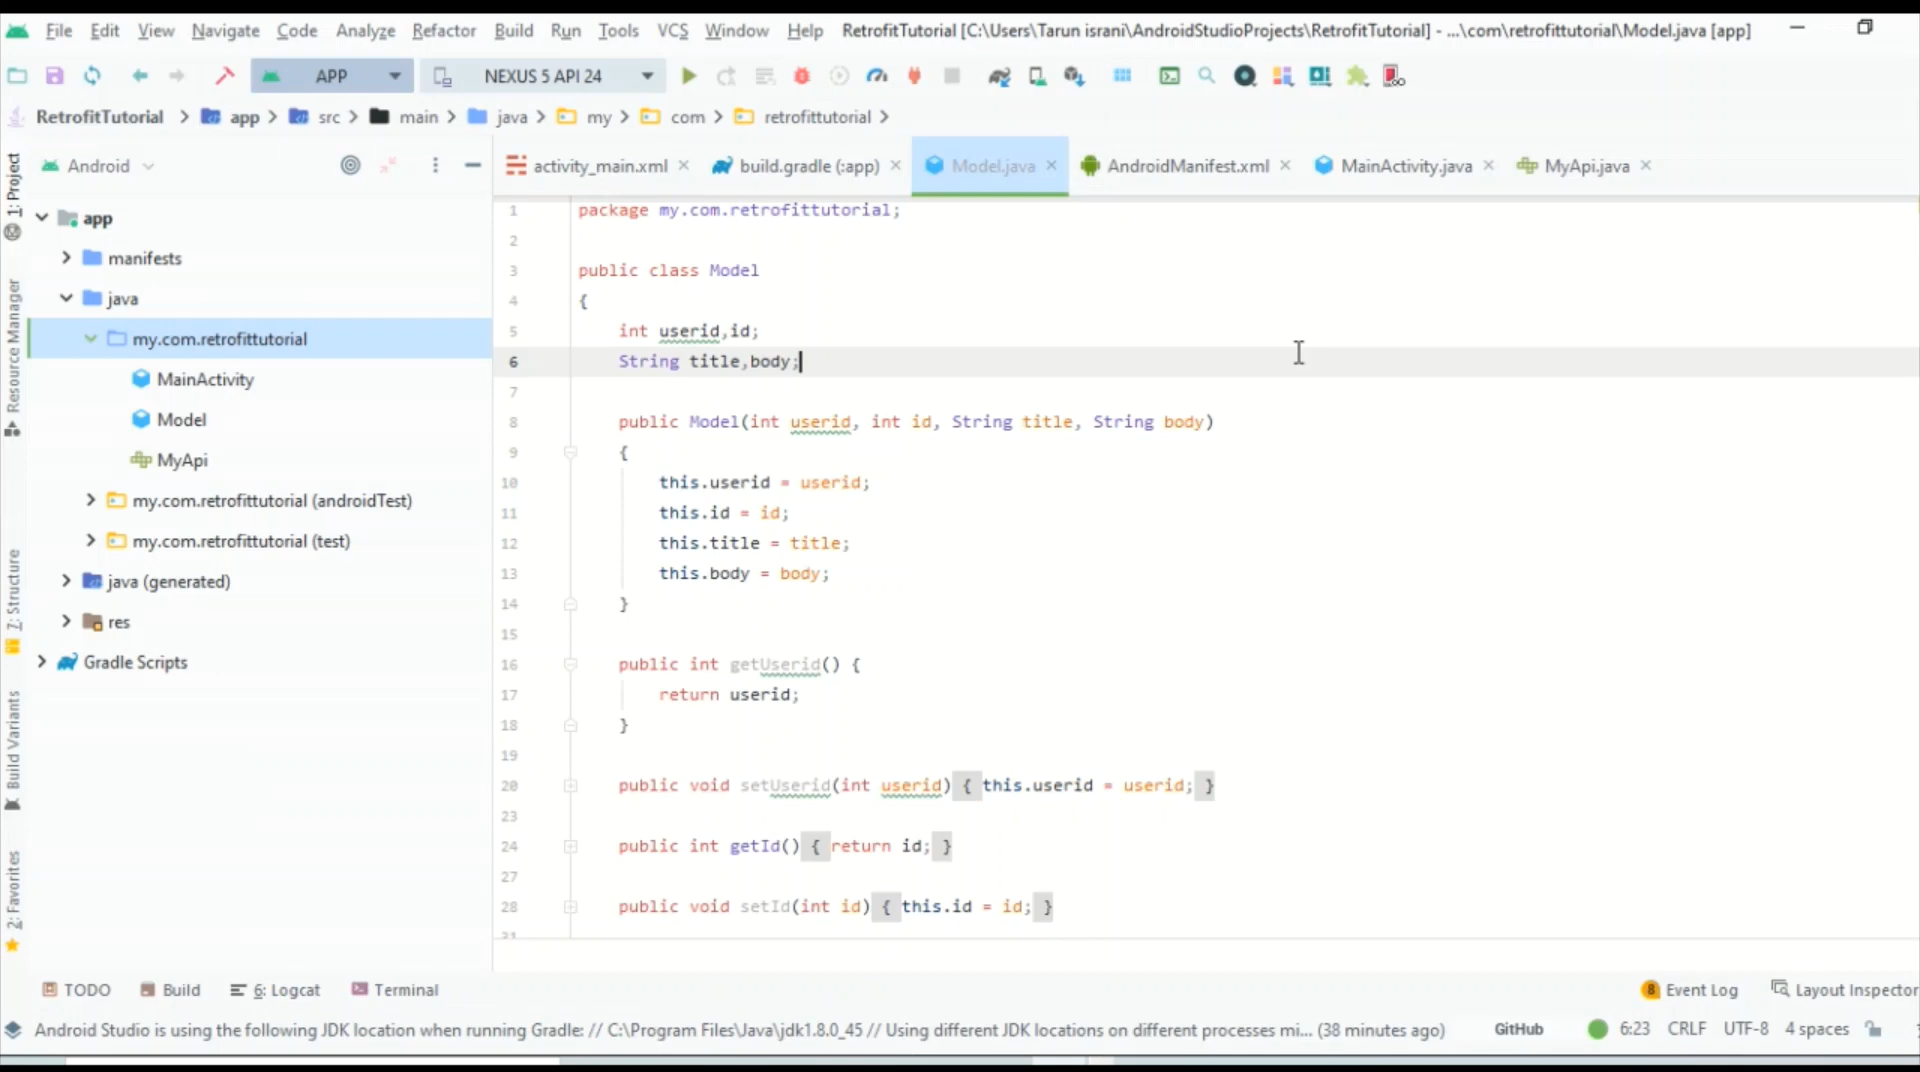 File Edit View Navigate Code Analyze Refactor Build Run Tools VCS Window Help RetrofitTutorial [C:\Users\Tarun israni\AndroidStudioProjects\RetrofitTutorial] - ...\com\retrofittutorial\Model.java [app]
APP NEXUS 5 API 24
RetrofitTutorial app src main java my com retrofittutorial
Android
activity_main.xml build.gradle (:app) Model.java AndroidManifest.xml MainActivity.java MyApi.java
1: Project
Resource Manager
7: Structure
Build Variants
2: Favorites
app
manifests
java
my.com.retrofittutorial
MainActivity
Model
MyApi
my.com.retrofittutorial (androidTest)
my.com.retrofittutorial (test)
java (generated)
res
Gradle Scripts
1 package my.com.retrofittutorial;
2
3 public class Model
4 {
5 int userid,id;
6 String title,body;
7
8 public Model(int userid, int id, String title, String body)
9 {
10 this.userid = userid;
11 this.id = id;
12 this.title = title;
13 this.body = body;
14 }
15
16 public int getUserid() {
17 return userid;
18 }
19
20 public void setUserid(int userid) { this.userid = userid; }
23
24 public int getId() { return id; }
27
28 public void setId(int id) { this.id = id; }
31
TODO Build 6: Logcat Terminal 8 Event Log Layout Inspector
Android Studio is using the following JDK location when running Gradle: // C:\Program Files\Java\jdk1.8.0_45 // Using different JDK locations on different processes mi... (38 minutes ago) GitHub 6:23 CRLF UTF-8 4 spaces